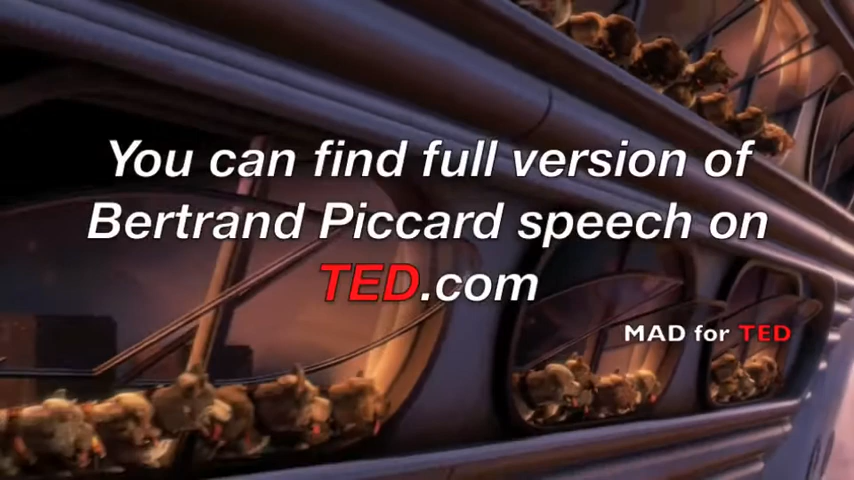 You can find full version of
Bertrand Piccard speech on
TED.com
MAD for TED